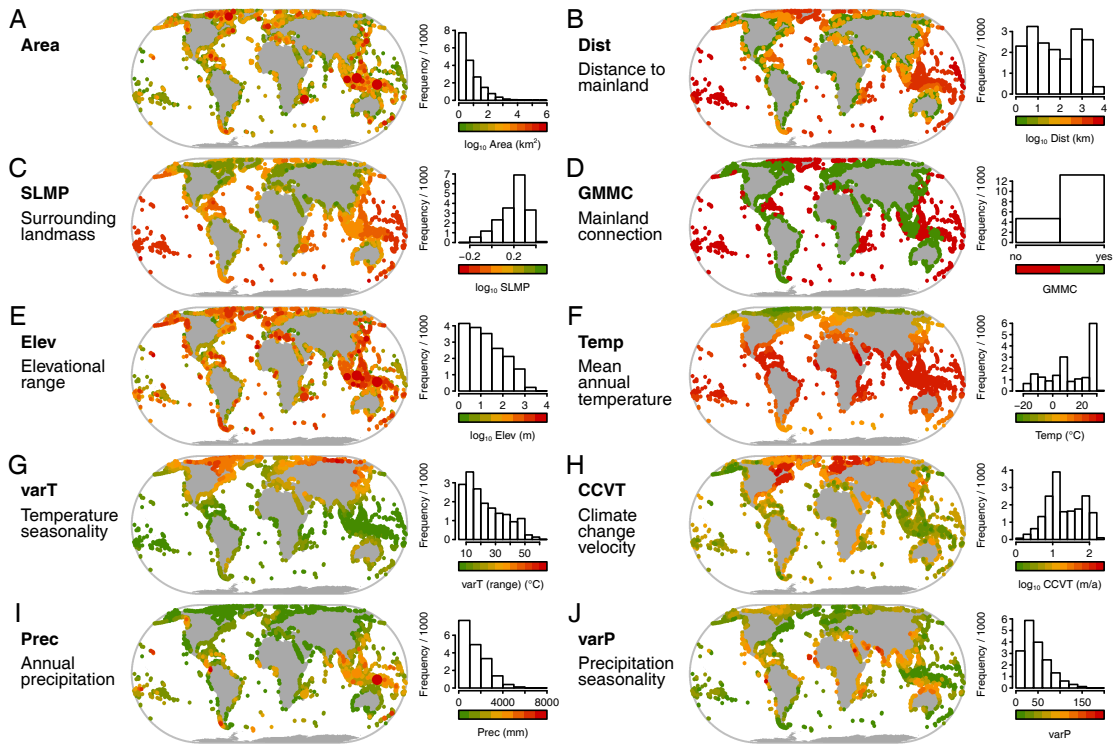 A
Area
Frequency / 1000
8
6
4
2
0
0 2 4 6
log₁₀ Area (km²)
B
Dist
Distance to
mainland
Frequency / 1000
3
2
1
0
0 1 2 3 4
log₁₀ Dist (km)
C
SLMP
Surrounding
landmass
Frequency / 1000
7
6
5
4
3
2
1
0
−0.2 0.2
log₁₀ SLMP
D
GMMC
Mainland
connection
Frequency / 1000
12
10
8
6
4
2
0
no yes
GMMC
E
Elev
Elevational
range
Frequency / 1000
4
3
2
1
0
0 1 2 3 4
log₁₀ Elev (m)
F
Temp
Mean
annual
temperature
Frequency / 1000
6
5
4
3
2
1
0
−20 0 20
Temp (°C)
G
varT
Temperature
seasonality
Frequency / 1000
3
2
1
0
10 30 50
varT (range) (°C)
H
CCVT
Climate
change
velocity
Frequency / 1000
4
3
2
1
0
0 1 2
log₁₀ CCVT (m/a)
I
Prec
Annual
precipitation
Frequency / 1000
6
4
2
0
0 4000 8000
Prec (mm)
J
varP
Precipitation
seasonality
Frequency / 1000
6
5
4
3
2
1
0
0 50 150
varP